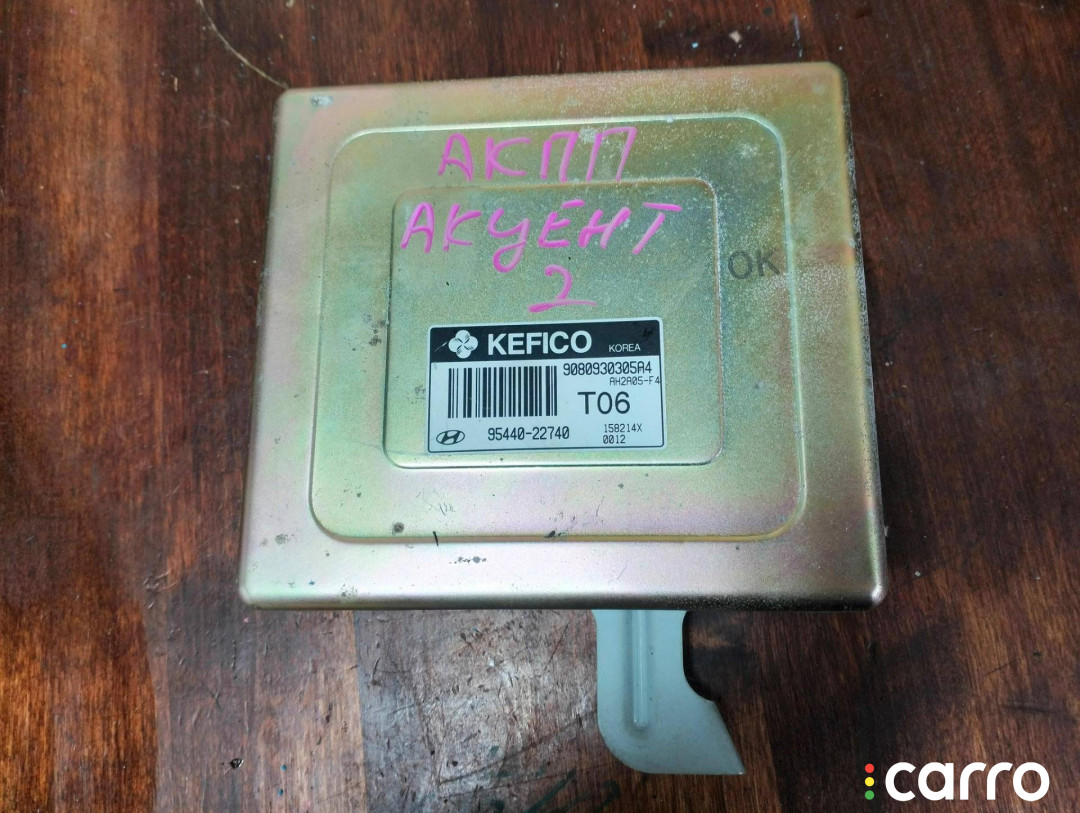 АКПП
АКЦЕНТ
2
OK
KEFICO KOREA
9080930305A4
AH2A05-F4
T06
95440-22740
158214X
0012
carro